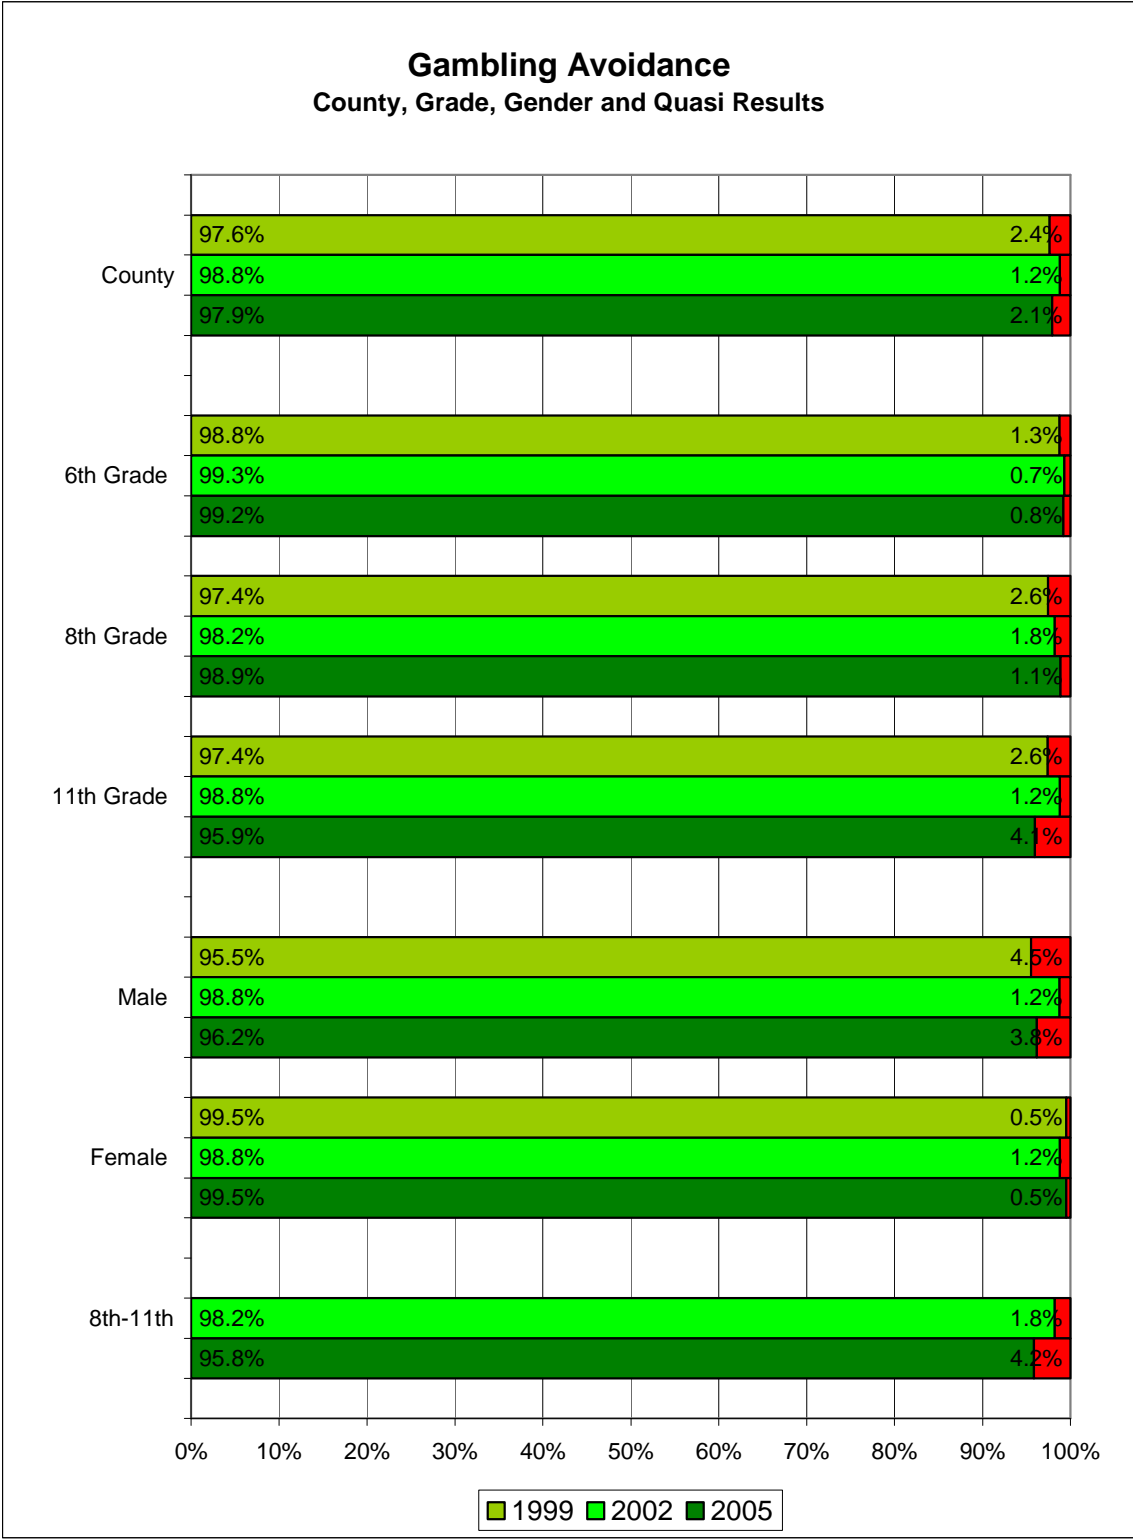 Gambling Avoidance
County, Grade, Gender and Quasi Results
97.6% 2.4%
County
98.8% 1.2%
97.9% 2.1%
98.8% 1.3%
6th Grade
99.3% 0.7%
99.2% 0.8%
97.4% 2.6%
8th Grade
98.2% 1.8%
98.9% 1.1%
97.4% 2.6%
11th Grade
98.8% 1.2%
95.9% 4.1%
95.5% 4.5%
Male
98.8% 1.2%
96.2% 3.8%
99.5% 0.5%
Female
98.8% 1.2%
99.5% 0.5%
8th-11th
98.2% 1.8%
95.8% 4.2%
0% 10% 20% 30% 40% 50% 60% 70% 80% 90% 100%
1999 2002 2005